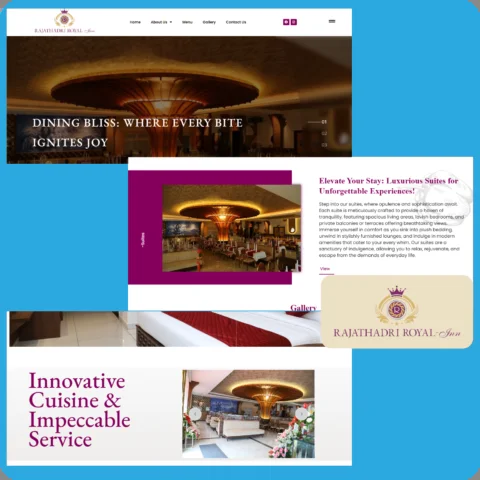 RAJATHADRI ROYAL Inn
Home About Us Menu Gallery Contact Us
DINING BLISS: WHERE EVERY BITE
IGNITES JOY
Elevate Your Stay: Luxurious Suites for
Unforgettable Experiences!
Step into our suites, where opulence and sophistication await.
Each suite is meticulously crafted to provide a haven of
tranquility, featuring spacious living areas, lavish bedrooms, and
private balconies or terraces offering breathtaking views.
Immerse yourself in comfort as you sink into plush bedding,
unwind in stylishly furnished lounges, and indulge in modern
amenities that cater to your every whim. Our suites are a
sanctuary of indulgence, allowing you to relax, rejuvenate, and
escape from the demands of everyday life.
View
Suites
Gallery
RAJATHADRI ROYAL Inn
Innovative
Cuisine &
Impeccable
Service